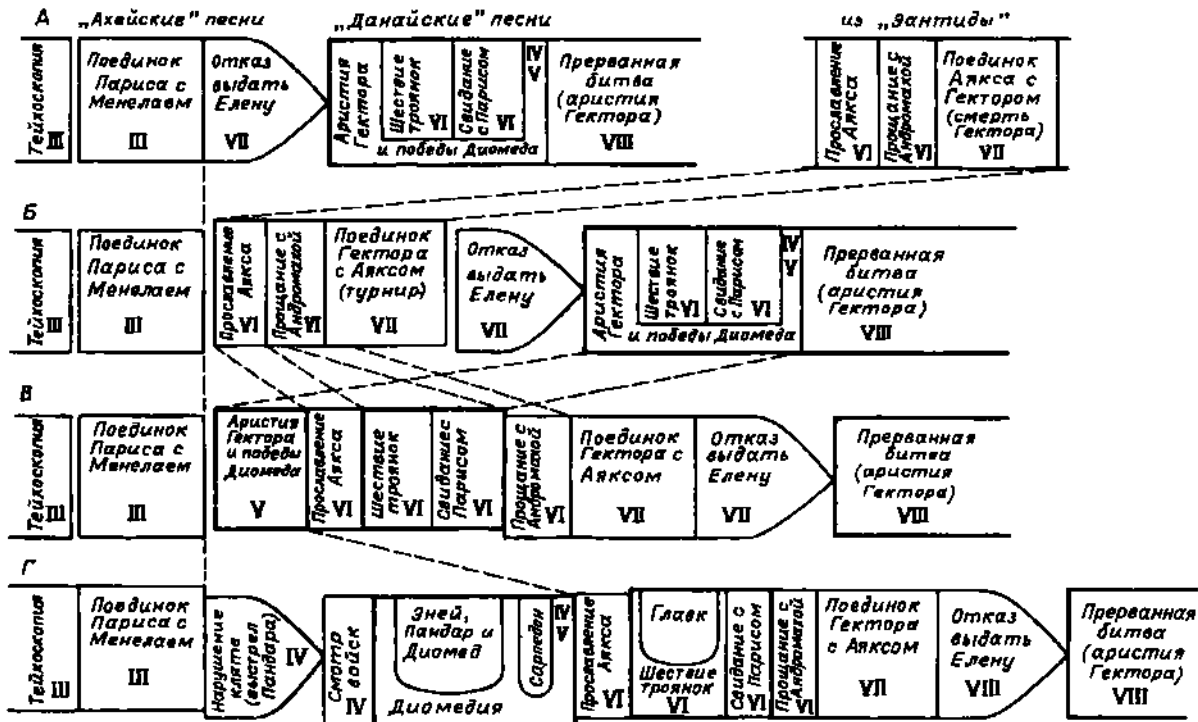 А
„Ахейские" песни
„Данайские" песни
из „Эантиды"
Тейхоскопия
III
Поединок
Париса с
Менелаем
III
Отказ
выдать
Елену
VII
Аристия
Гектора
Шествие
троянок
VI
Свидание
с Парисом
VI
IV
V
и победы Диомеда
Прерванная
битва
(аристия
Гектора)
VIII
Прославление
Аякса
VI
Прощание с
Андромахой
VI
Поединок
Аякса с
Гектором
(смерть
Гектора)
VII
Б
Тейхоскопия
III
Поединок
Париса с
Менелаем
III
Прославление
Аякса
VI
Прощание с
Андромахой
VI
Поединок
Гектора
с Аяксом
(турнир)
VII
Отказ
выдать
Елену
VII
Аристия
Гектора
Шествие
троянок
VI
Свидание
с Парисом
VI
IV
V
и победы Диомеда
Прерванная
битва
(аристия
Гектора)
VIII
В
Тейхоскопия
III
Поединок
Париса с
Менелаем
III
Аристия
Гектора
и победы
Диомеда
V
Прославление
Аякса
VI
Шествие
троянок
VI
Свидание с
Парисом
VI
Прощание с
Андромахой
VI
Поединок
Гектора с
Аяксом
VII
Отказ
выдать
Елену
VII
Прерванная
битва
(аристия
Гектора)
VIII
Г
Тейхоскопия
III
Поединок
Париса с
Менелаем
III
Нарушение
клятв
(выстрел
Пандара)
IV
Смотр
войск
IV
Эней,
Пандар и
Диомед
Сарпедон
IV
V
Диомедия
Прославление
Аякса
VI
Главк
Шествие
троянок
VI
Свидание с
Парисом
VI
Прощание с
Андромахой
VI
Поединок
Гектора
с Аяксом
VII
Отказ
выдать
Елену
VIII
Прерванная
битва
(аристия
Гектора)
VIII